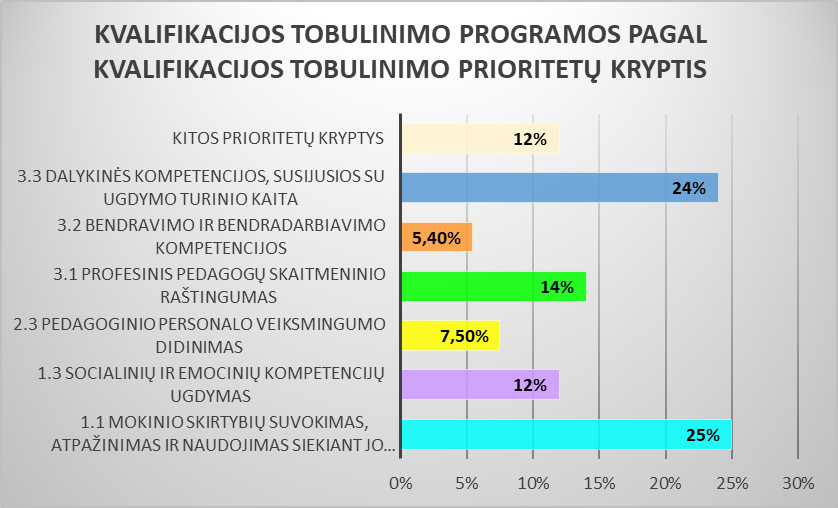 KVALIFIKACIJOS TOBULINIMO PROGRAMOS PAGAL
KVALIFIKACIJOS TOBULINIMO PRIORITETŲ KRYPTIS
KITOS PRIORITETŲ KRYPTYS
12%
3.3 DALYKINĖS KOMPETENCIJOS, SUSIJUSIOS SU
UGDYMO TURINIO KAITA
24%
3.2 BENDRAVIMO IR BENDRADARBIAVIMO
KOMPETENCIJOS
5,40%
3.1 PROFESINIS PEDAGOGŲ SKAITMENINIO
RAŠTINGUMAS
14%
2.3 PEDAGOGINIO PERSONALO VEIKSMINGUMO
DIDINIMAS
7,50%
1.3 SOCIALINIŲ IR EMOCINIŲ KOMPETENCIJŲ
UGDYMAS
12%
1.1 MOKINIO SKIRTYBIŲ SUVOKIMAS,
ATPAŽINIMAS IR NAUDOJIMAS SIEKIANT JO…
25%
0% 5% 10% 15% 20% 25% 30%